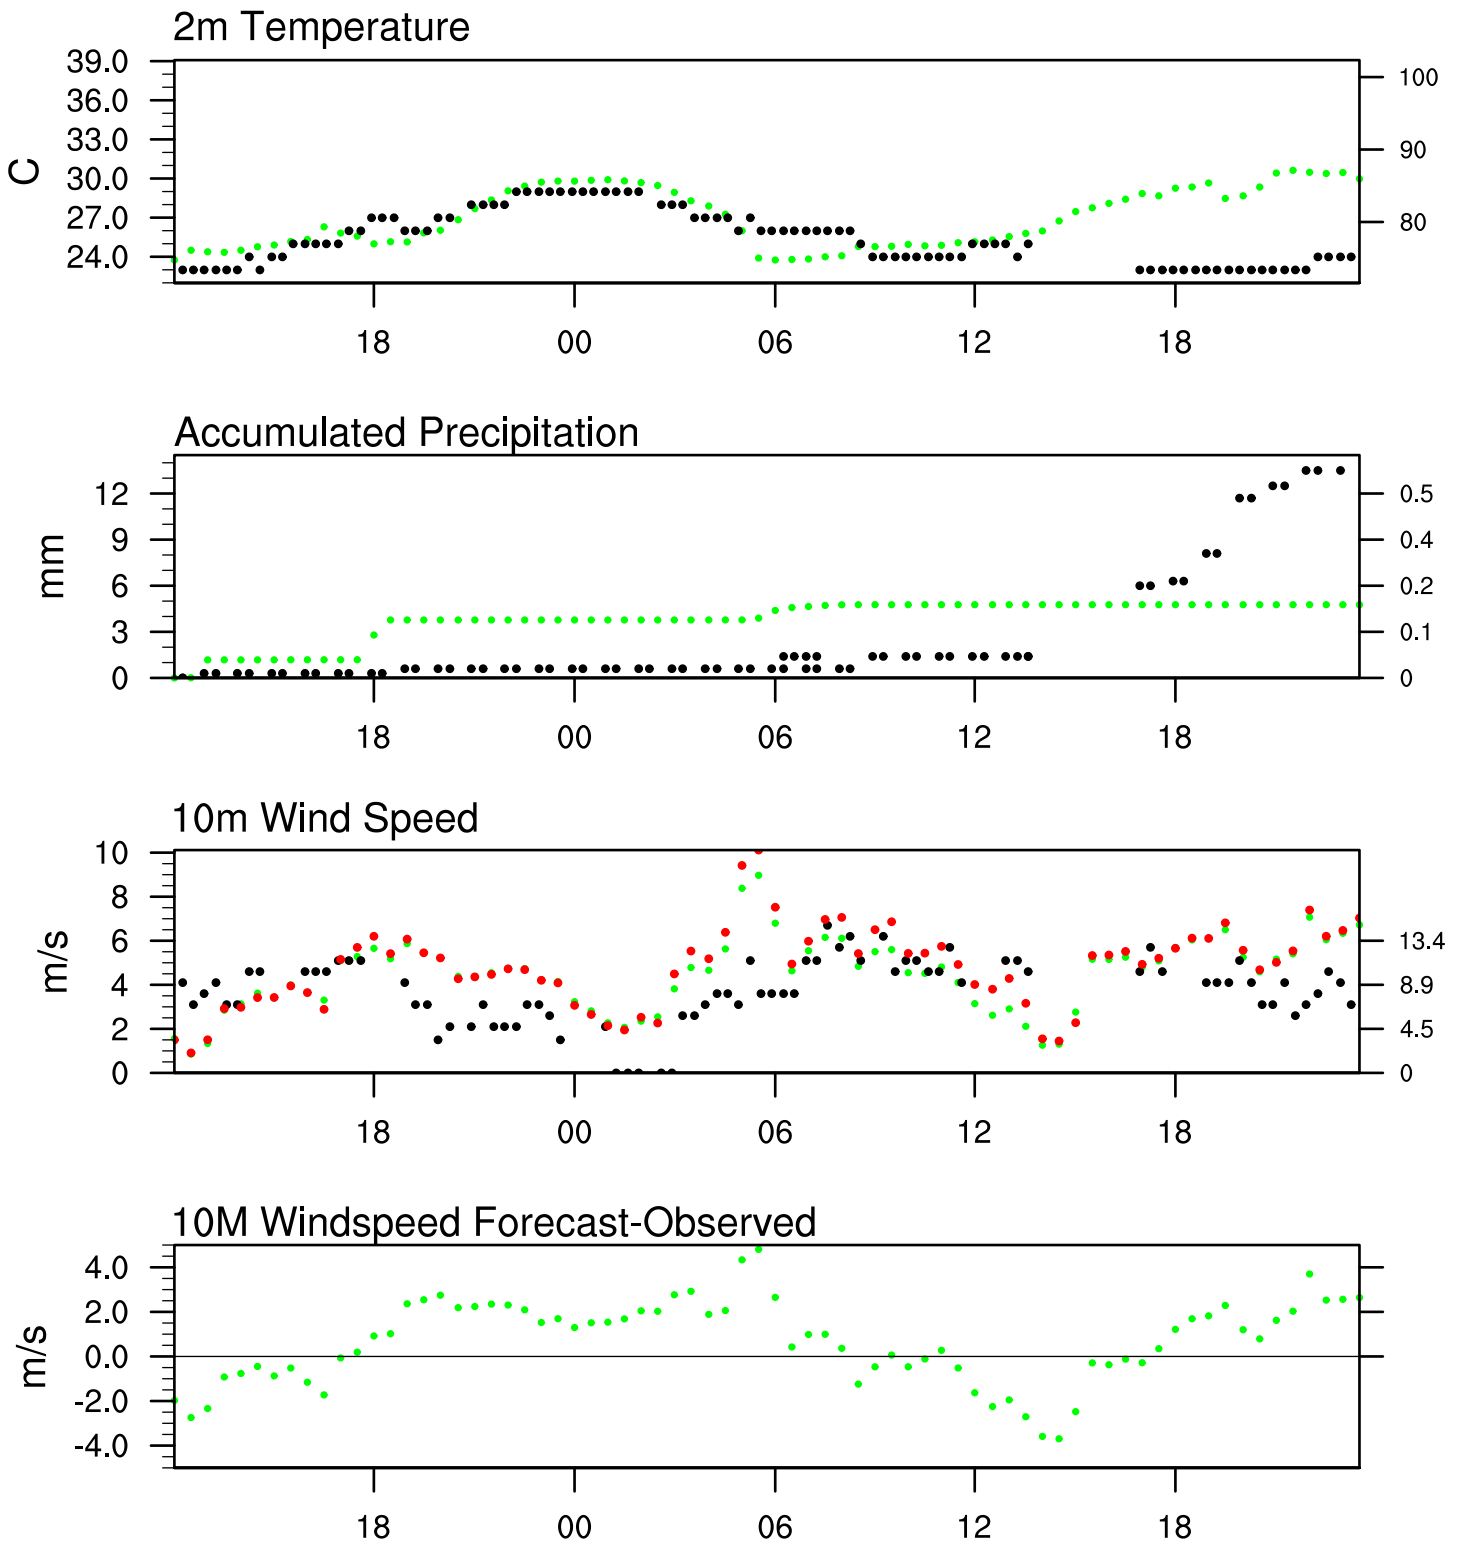 2m Temperature
39.0
36.0
33.0
30.0
27.0
24.0
C
100
90
80
18 00 06 12 18
Accumulated Precipitation
12
9
6
3
0
mm
0.5
0.4
0.2
0.1
0
18 00 06 12 18
10m Wind Speed
10
8
6
4
2
0
m/s
13.4
8.9
4.5
0
18 00 06 12 18
10M Windspeed Forecast-Observed
4.0
2.0
0.0
-2.0
-4.0
m/s
18 00 06 12 18